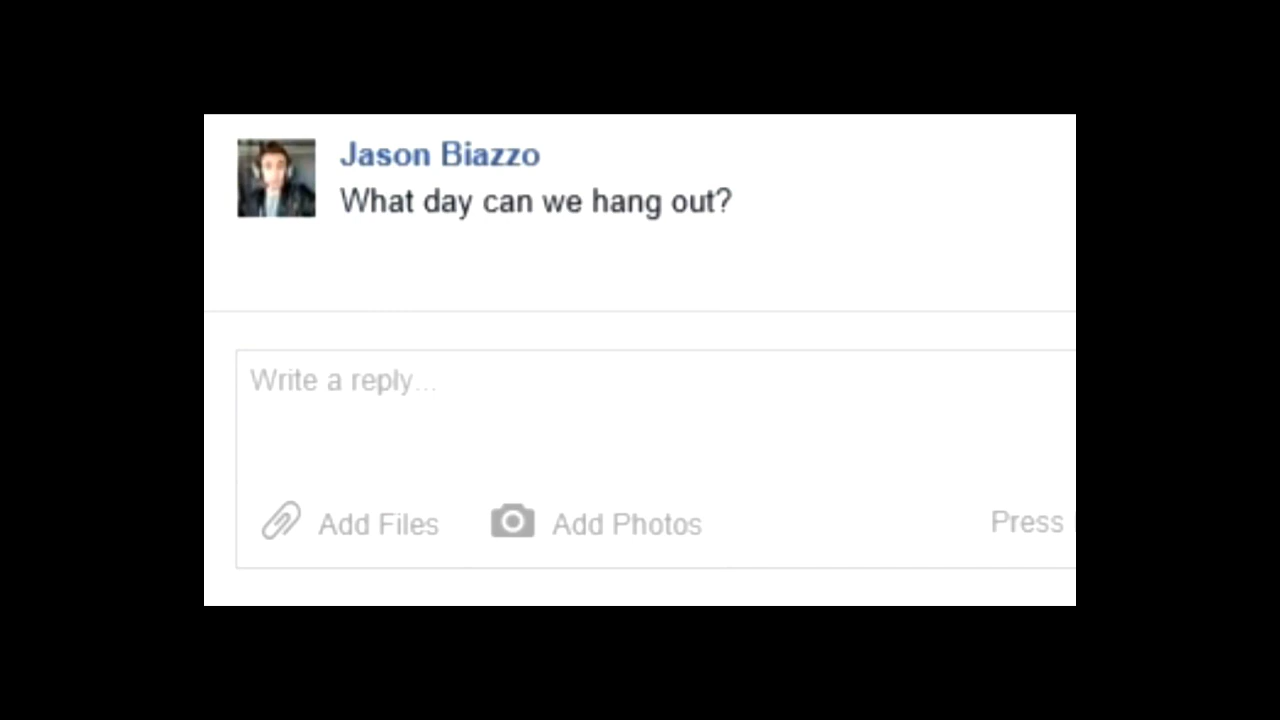 Jason Biazzo
What day can we hang out?
Write a reply...
Add Files
Add Photos
Press